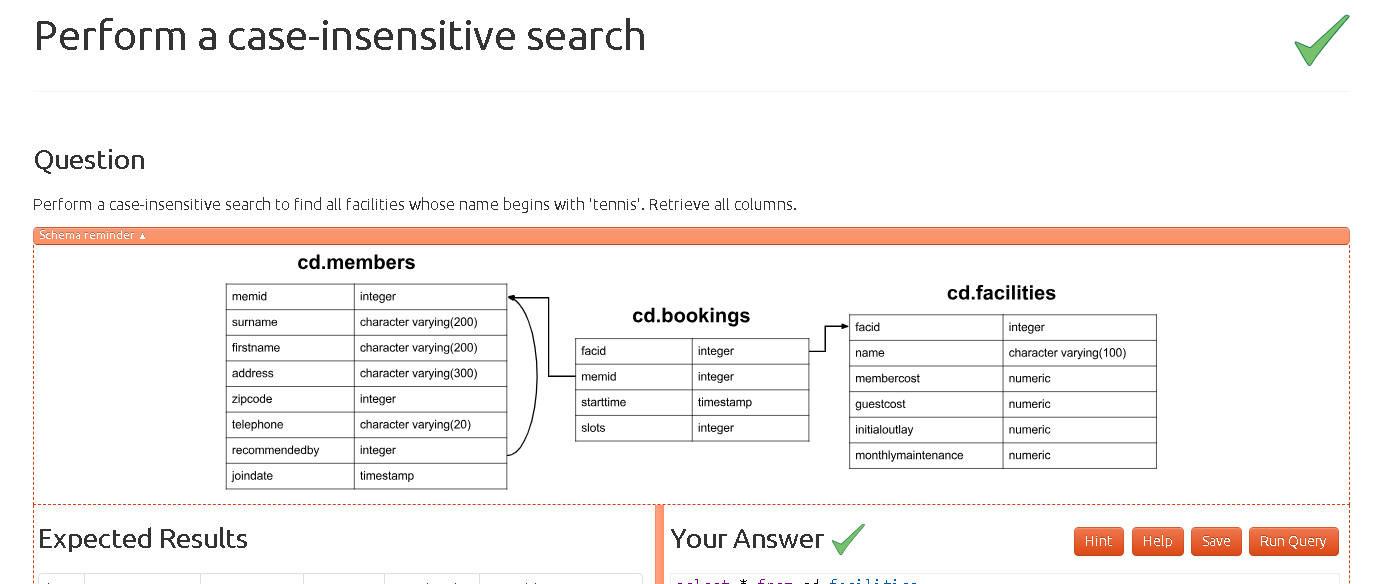 Perform a case-insensitive search
Question
Perform a case-insensitive search to find all facilities whose name begins with 'tennis'. Retrieve all columns.
Schema reminder ▲
cd.members
memid integer
surname character varying(200)
firstname character varying(200)
address character varying(300)
zipcode integer
telephone character varying(20)
recommendedby integer
joindate timestamp
cd.bookings
facid integer
memid integer
starttime timestamp
slots integer
cd.facilities
facid integer
name character varying(100)
membercost numeric
guestcost numeric
initialoutlay numeric
monthlymaintenance numeric
Expected Results
Your Answer
Hint Help Save Run Query
select * from cd.facilities